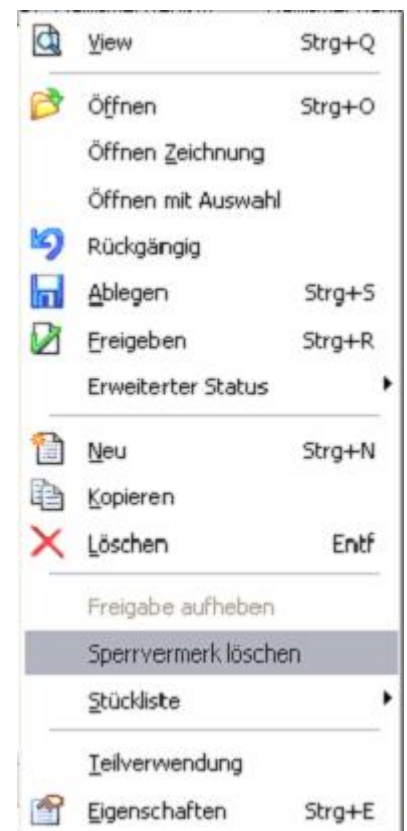 View Strg+Q
Öffnen Strg+O
Öffnen Zeichnung
Öffnen mit Auswahl
Rückgängig
Ablegen Strg+S
Freigeben Strg+R
Erweiterter Status
Neu Strg+N
Kopieren
Löschen Entf
Freigabe aufheben
Sperrvermerk löschen
Stückliste
Teilverwendung
Eigenschaften Strg+E